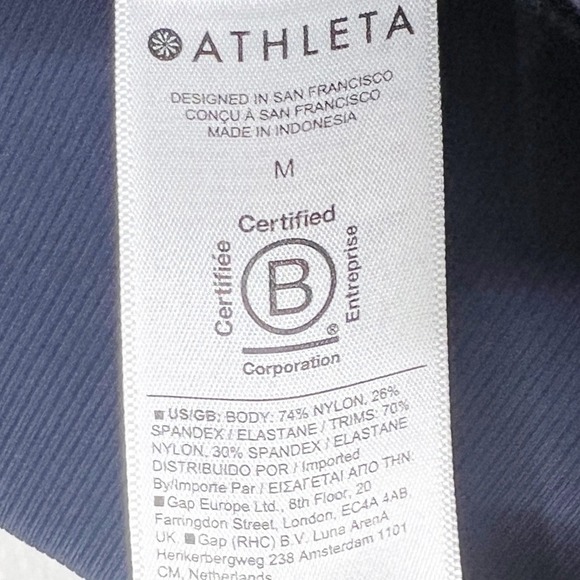 ATHLETA
DESIGNED IN SAN FRANCISCO
CONÇU À SAN FRANCISCO
MADE IN INDONESIA
M
Certified
Certifiée
B
Entreprise
®
Corporation
US/GB: BODY: 74% NYLON, 26%
SPANDEX / ELASTANE / TRIMS: 70%
NYLON, 30% SPANDEX / ELASTANE
DISTRIBUIDO POR / Imported
By/Importe Par / ΕΙΣΑΓΕΤΑΙ ΑΠΟ ΤΗΝ:
Gap Europe Ltd., 6th Floor, 20
Farringdon Street, London, EC4A 4AB,
UK. Gap (RHC) B.V. Luna ArenA
Herikerbergweg 238 Amsterdam 1101
CM, Netherlands